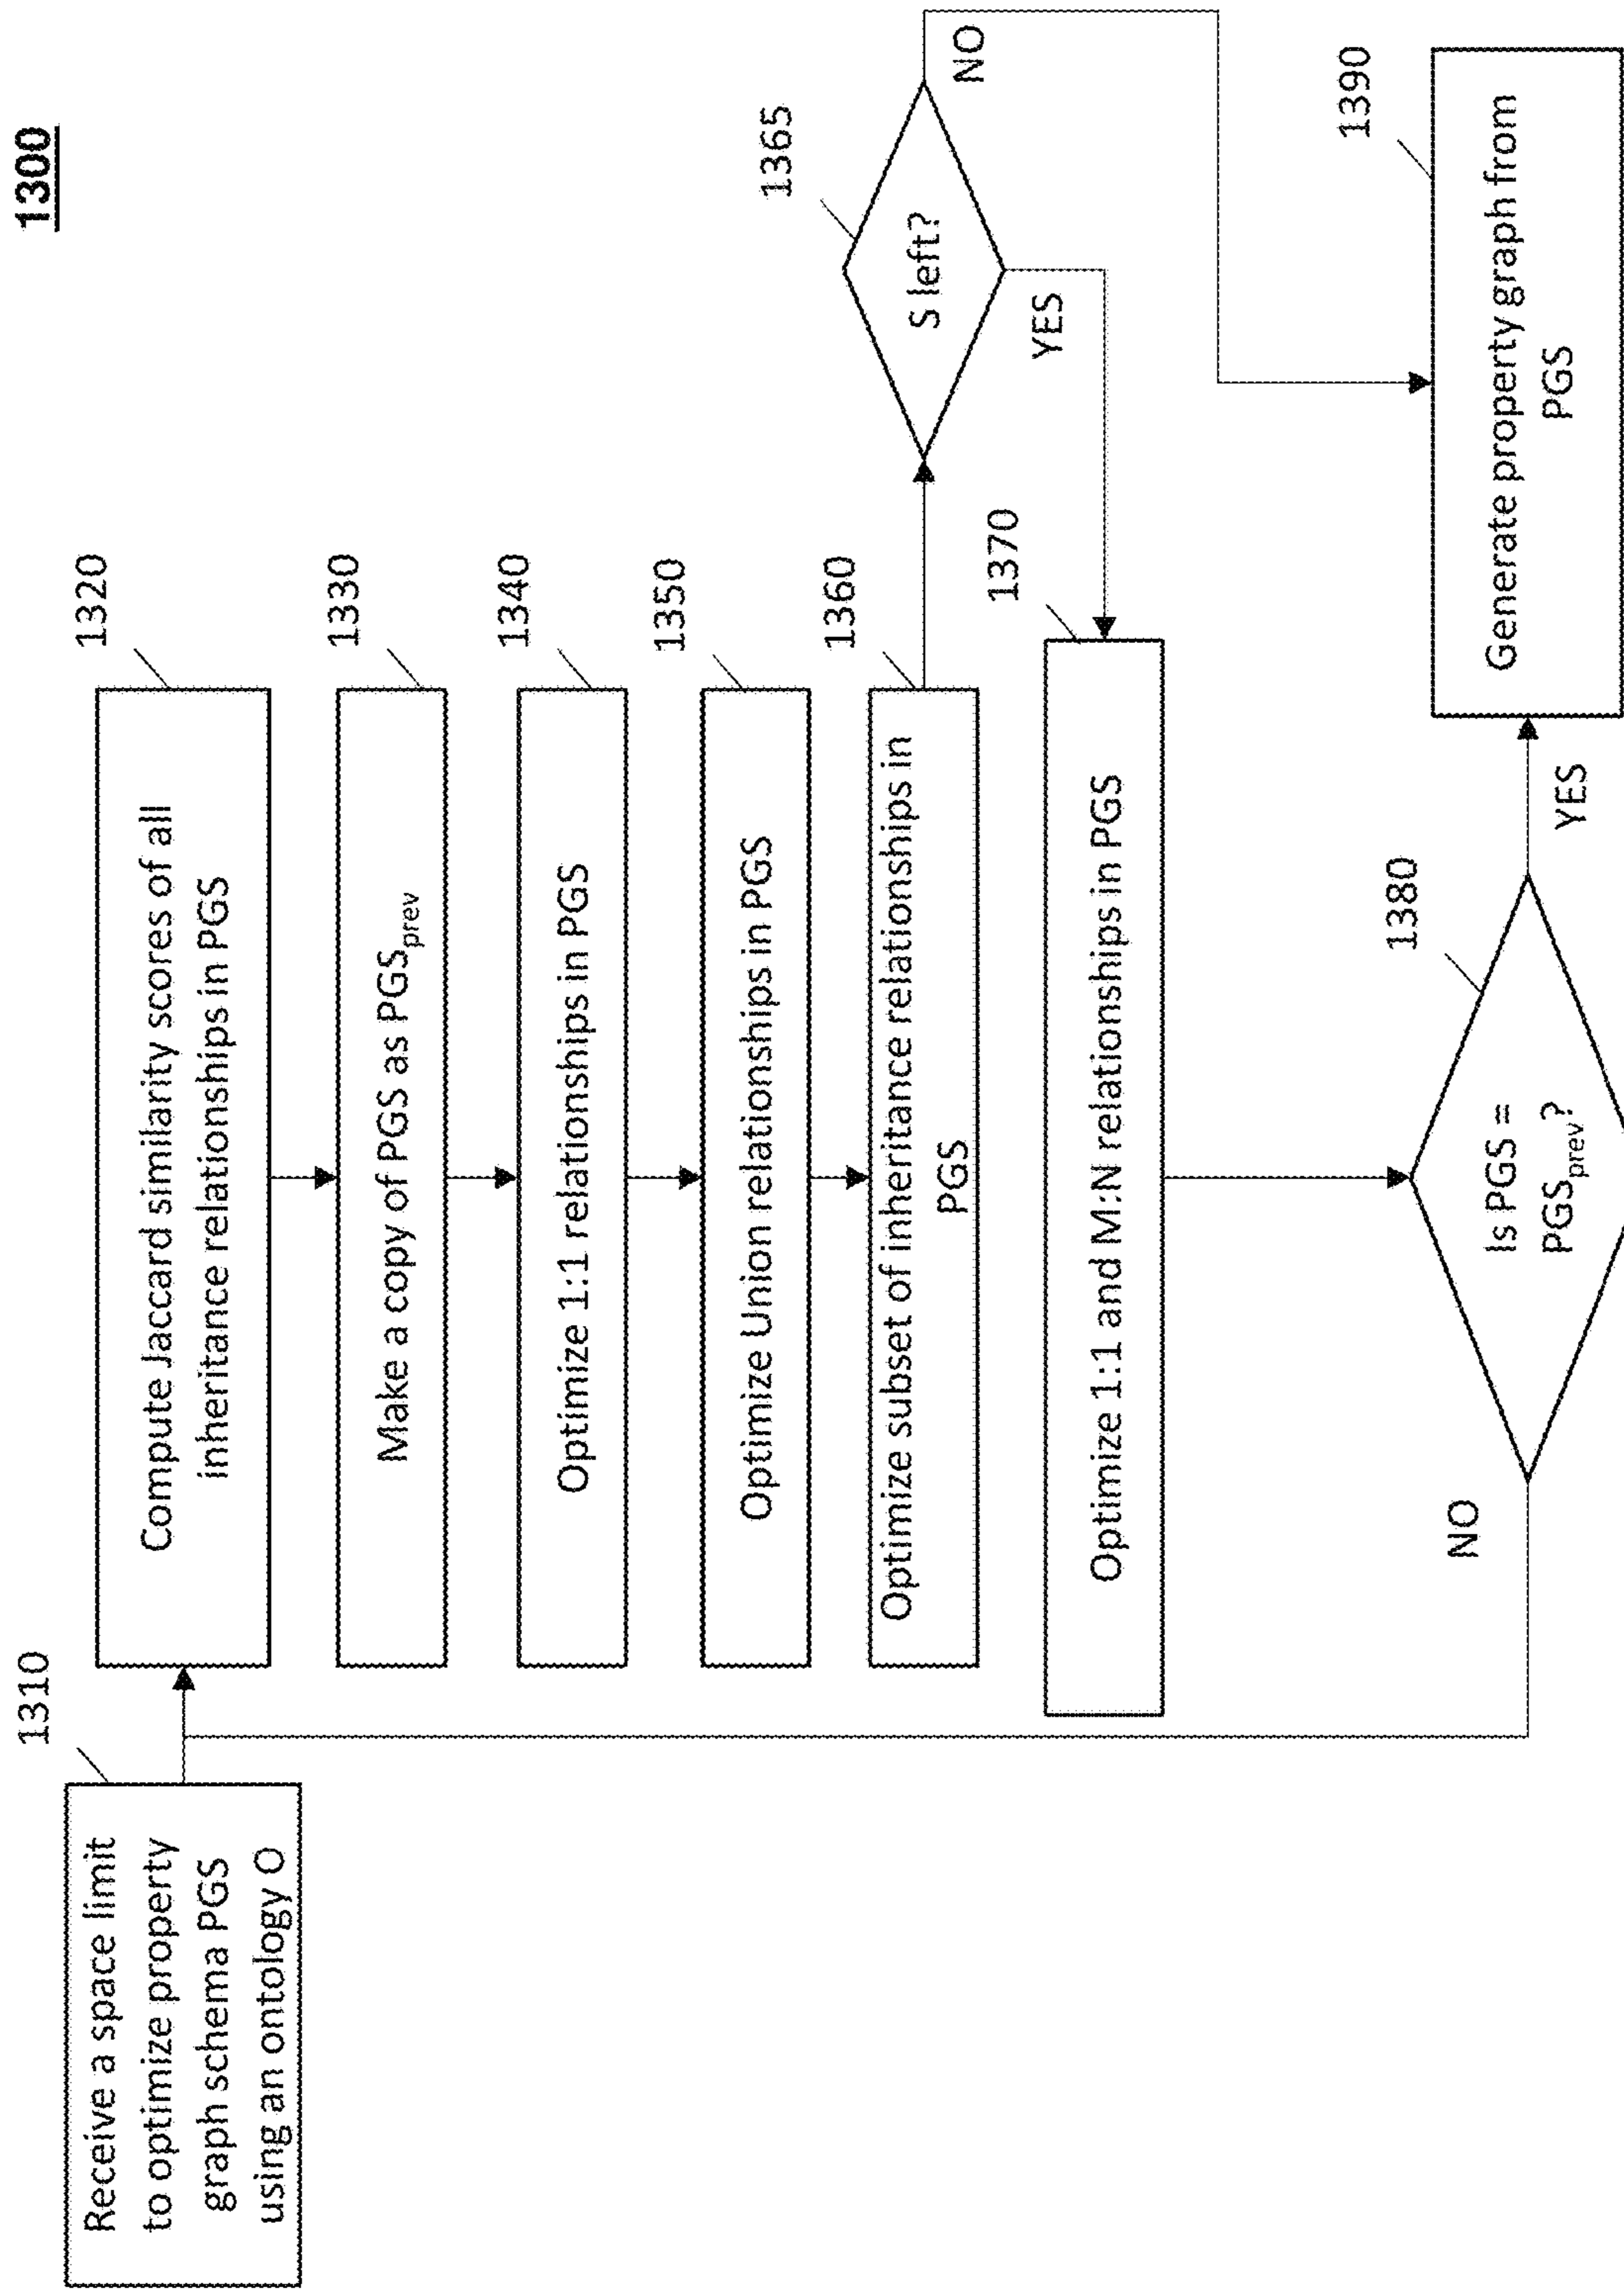 1300
1310
Receive a space limit
to optimize property
graph schema PGS
using an ontology O
1320
Compute Jaccard similarity scores of all
inheritance relationships in PGS
1330
Make a copy of PGS as PGSprev
1340
Optimize 1:1 relationships in PGS
1350
Optimize Union relationships in PGS
1360
Optimize subset of inheritance relationships in
PGS
1365
S left?
NO
YES
1370
Optimize 1:1 and M:N relationships in PGS
1380
Is PGS =
PGSprev?
NO
YES
1390
Generate property graph from
PGS